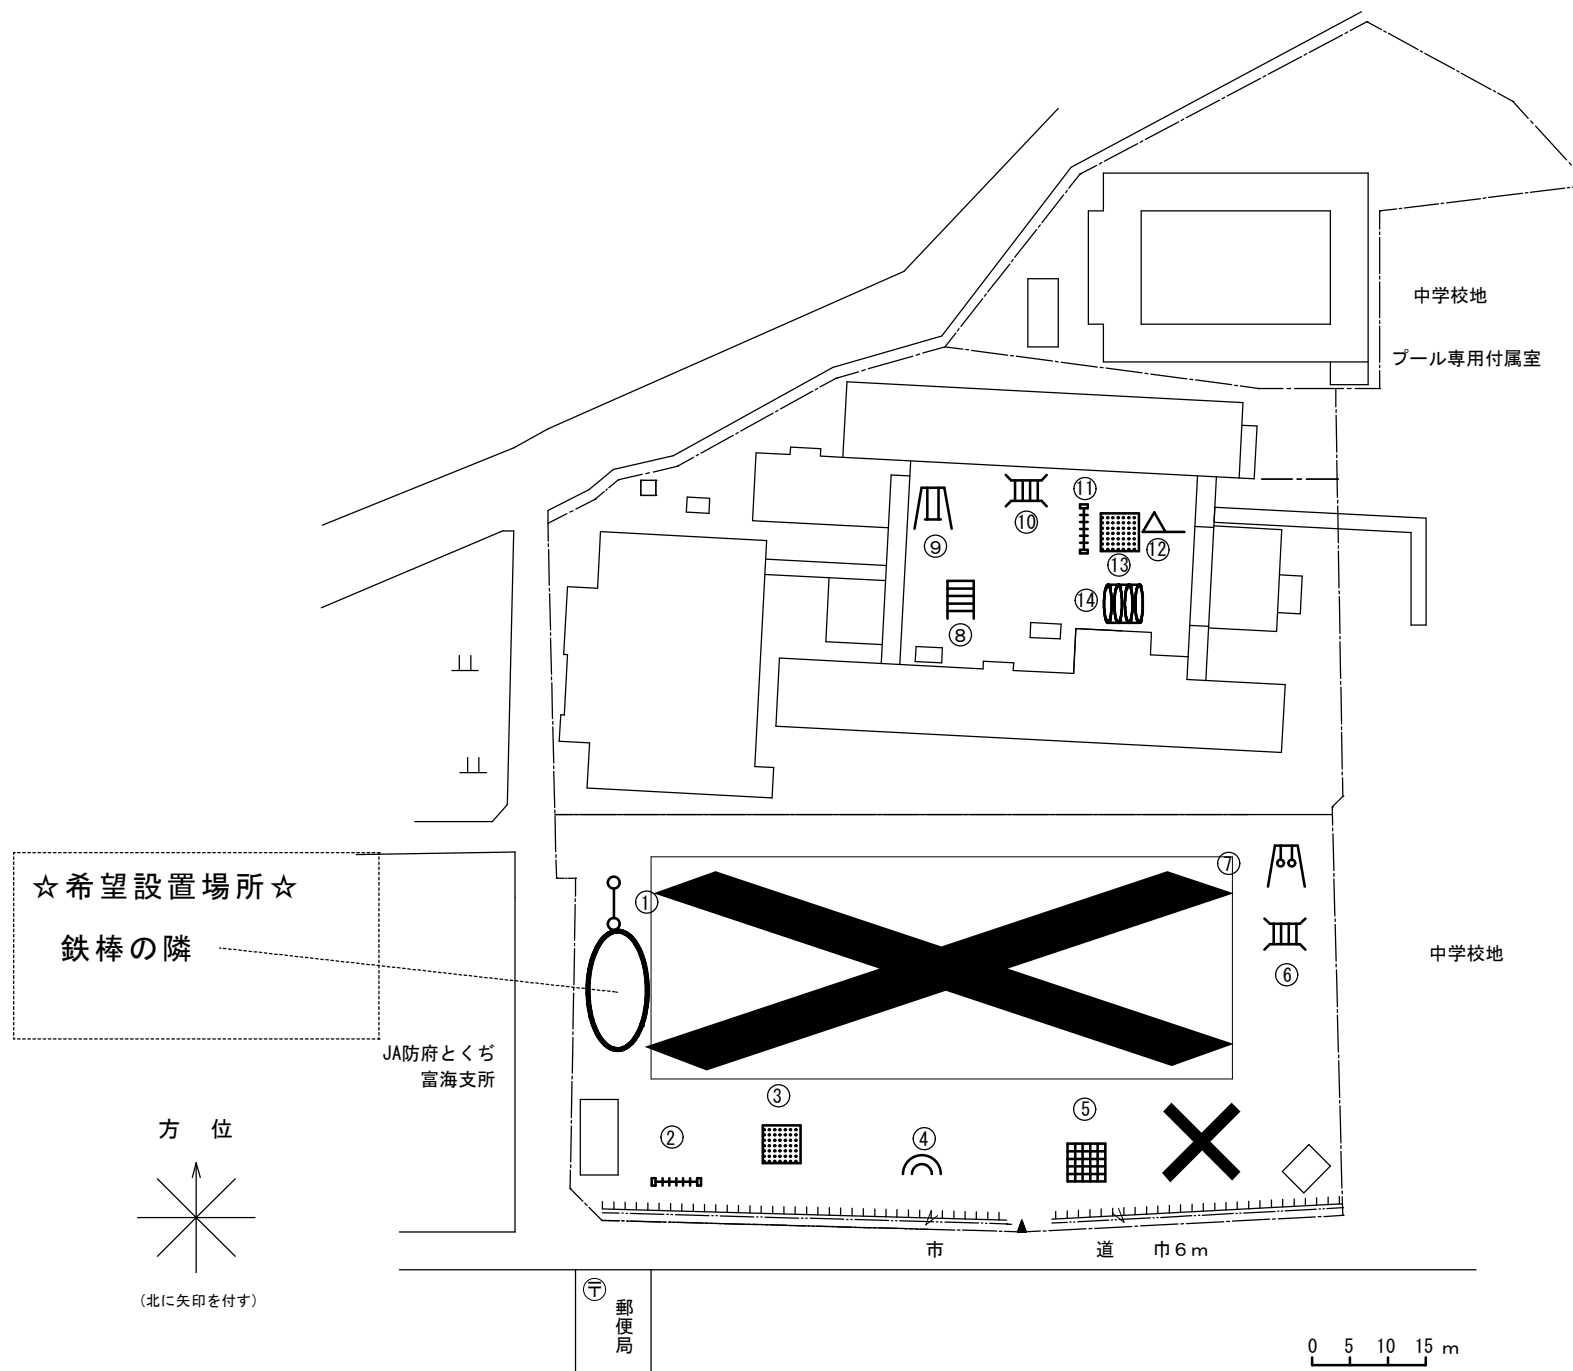 中学校地
プール専用付属室
⑪
⑩
⑨
⑫
⑬
⑭
⑧
☆希望設置場所☆
鉄棒の隣
⑦
①
⑥
中学校地
JA防府とくぢ
富海支所
③
⑤
②
④
方 位
(北に矢印を付す)
市 道 巾6m
〒
郵便局
0 5 10 15 m